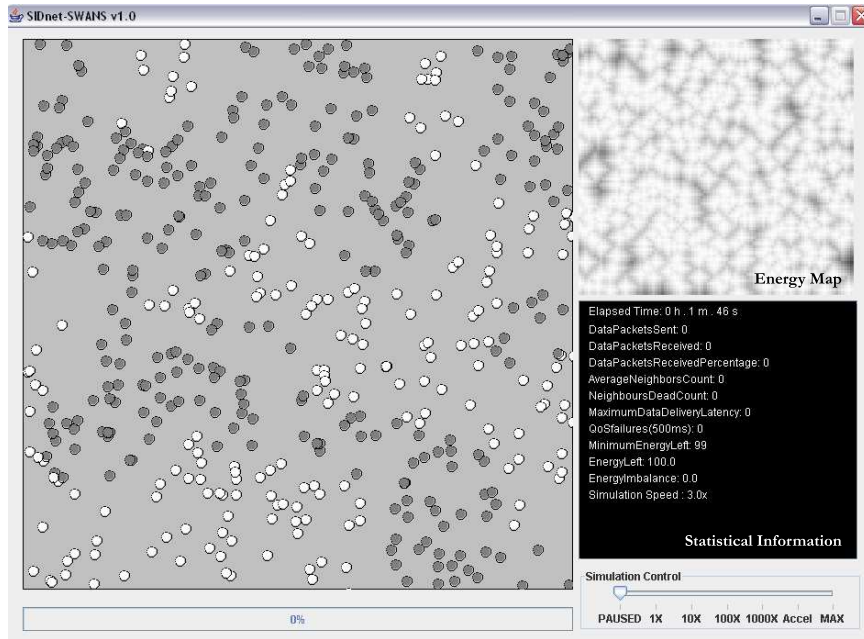 SIDnet-SWANS v1.0
Energy Map
Elapsed Time: 0 h . 1 m . 46 s
DataPacketsSent: 0
DataPacketsReceived: 0
DataPacketsReceivedPercentage: 0
AverageNeighborsCount: 0
NeighboursDeadCount: 0
MaximumDataDeliveryLatency: 0
QoSfailures(500ms): 0
MinimumEnergyLeft: 99
EnergyLeft: 100.0
EnergyImbalance: 0.0
Simulation Speed : 3.0x
Statistical Information
Simulation Control
PAUSED 1X 10X 100X 1000X Accel MAX
0%